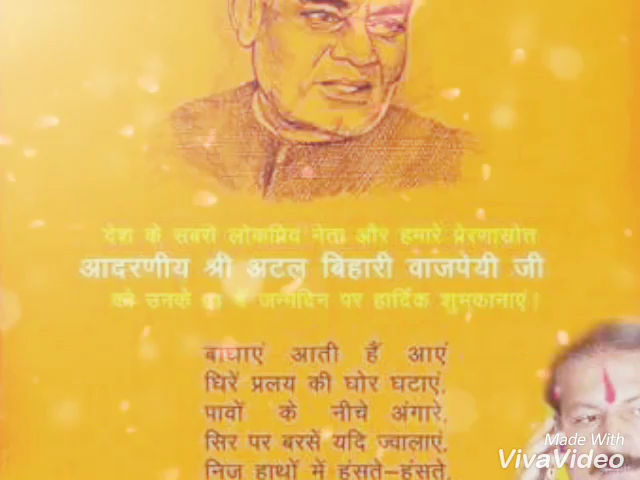 देश के सबसे लोकप्रिय नेता और हमारे प्रेरणास्रोत
आदरणीय श्री अटल बिहारी वाजपेयी जी
को उनके वें जन्मदिन पर हार्दिक शुभकानाएं।
बाधाएं आती हैं आएं
घिरें प्रलय की घोर घटाएं,
पावों के नीचे अंगारे,
सिर पर बरसें यदि ज्वालाएं,
निज हाथों में हंसते-हंसते,
Made With
VivaVideo